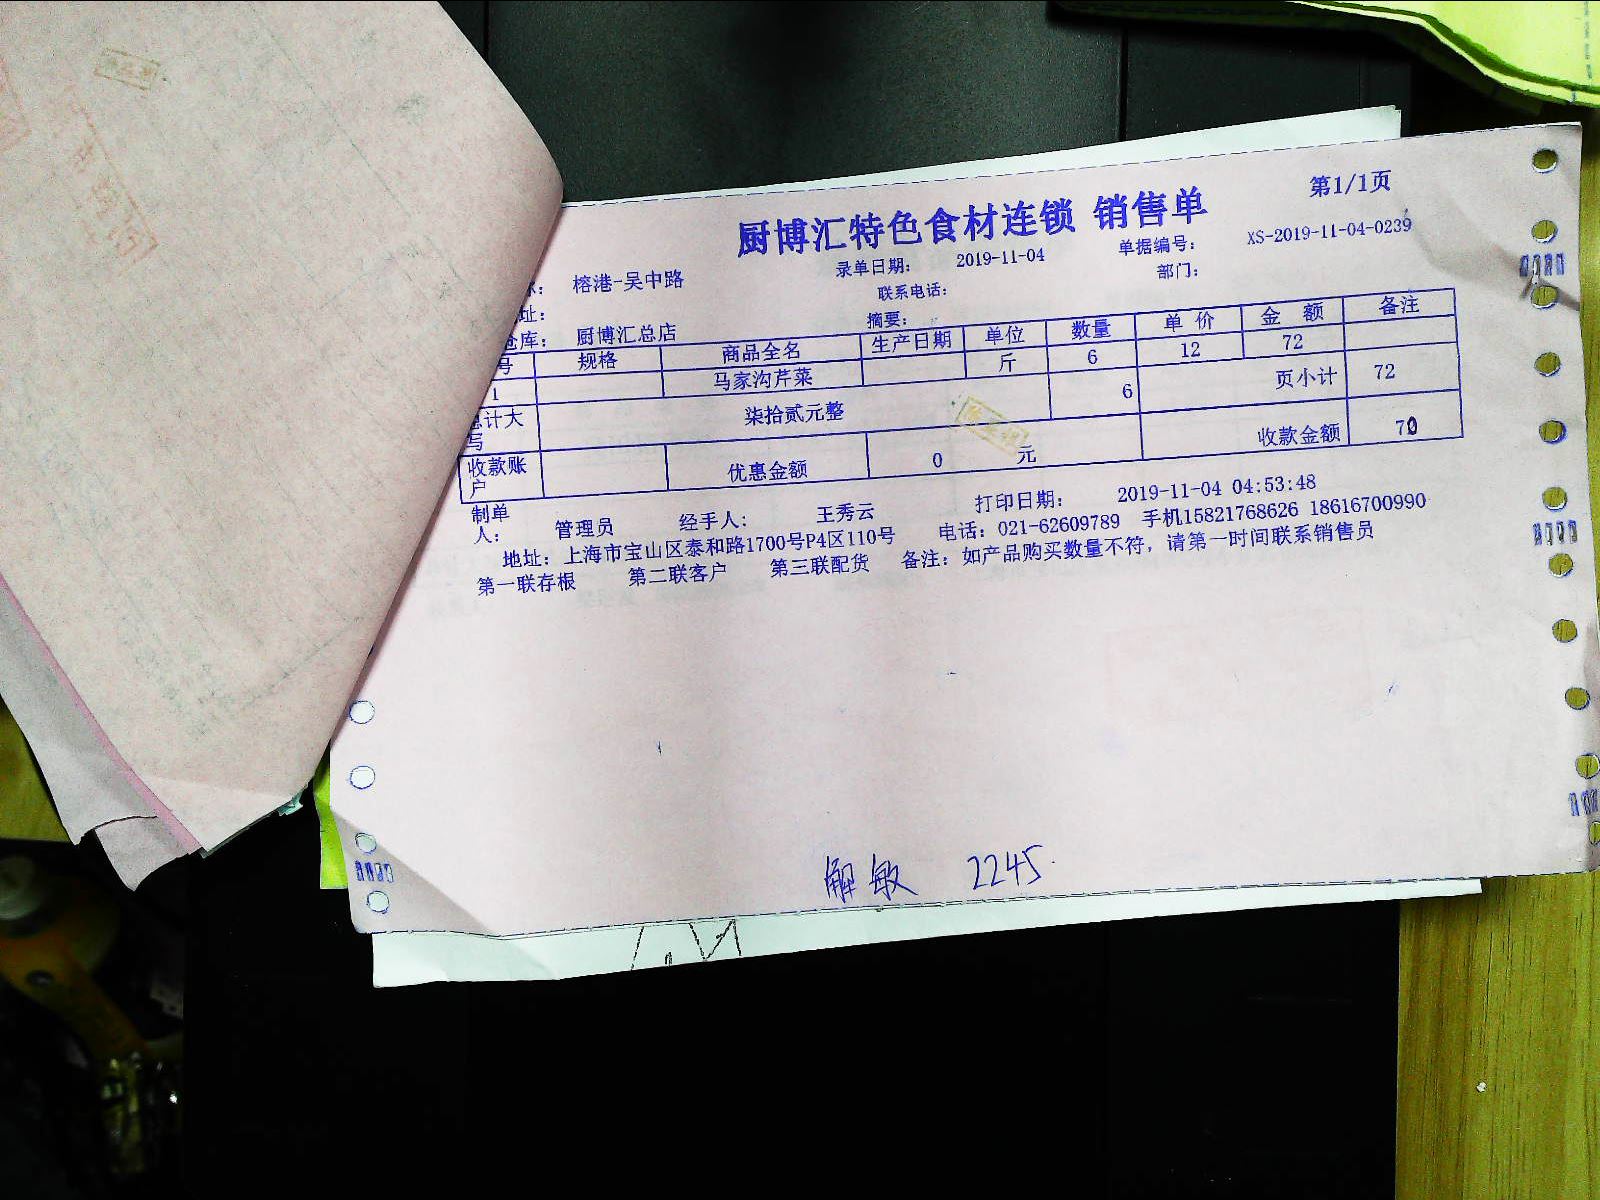 厨博汇特色食材连锁 销售单 第1/1页
录单日期： 2019-11-04 单据编号： XS-2019-11-04-0239
榕港-吴中路 联系电话： 部门：
址：
仓库： 厨博汇总店 摘要：
号 规格 商品全名 生产日期 单位 数量 单 价 金 额 备注
1 马家沟芹菜 斤 6 12 72
总计大写 柒拾贰元整 6 页小计 72
收款账户 优惠金额 0 元 收款金额
制单人： 管理员 经手人： 王秀云 打印日期： 2019-11-04 04:53:48
地址：上海市宝山区泰和路1700号P4区110号 电话：021-62609789 手机15821768626 18616700990
第一联存根 第二联客户 第三联配货 备注：如产品购买数量不符，请第一时间联系销售员
解敏 2245